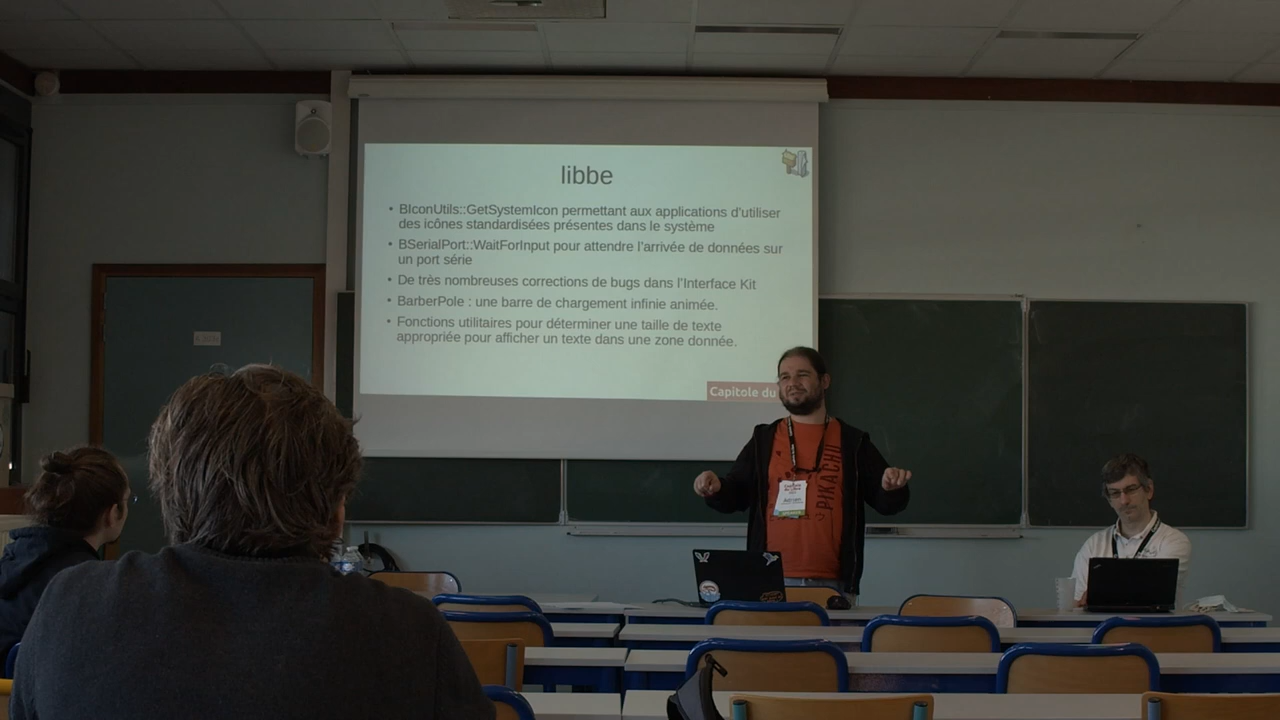 libbe
• BIconUtils::GetSystemIcon permettant aux applications d'utiliser
des icônes standardisées présentes dans le système
• BSerialPort::WaitForInput pour attendre l'arrivée de données sur
un port série
• De très nombreuses corrections de bugs dans l'Interface Kit
• BarberPole : une barre de chargement infinie animée.
• Fonctions utilitaires pour déterminer une taille de texte
appropriée pour afficher un texte dans une zone donnée.
Capitole du
PIKACHU